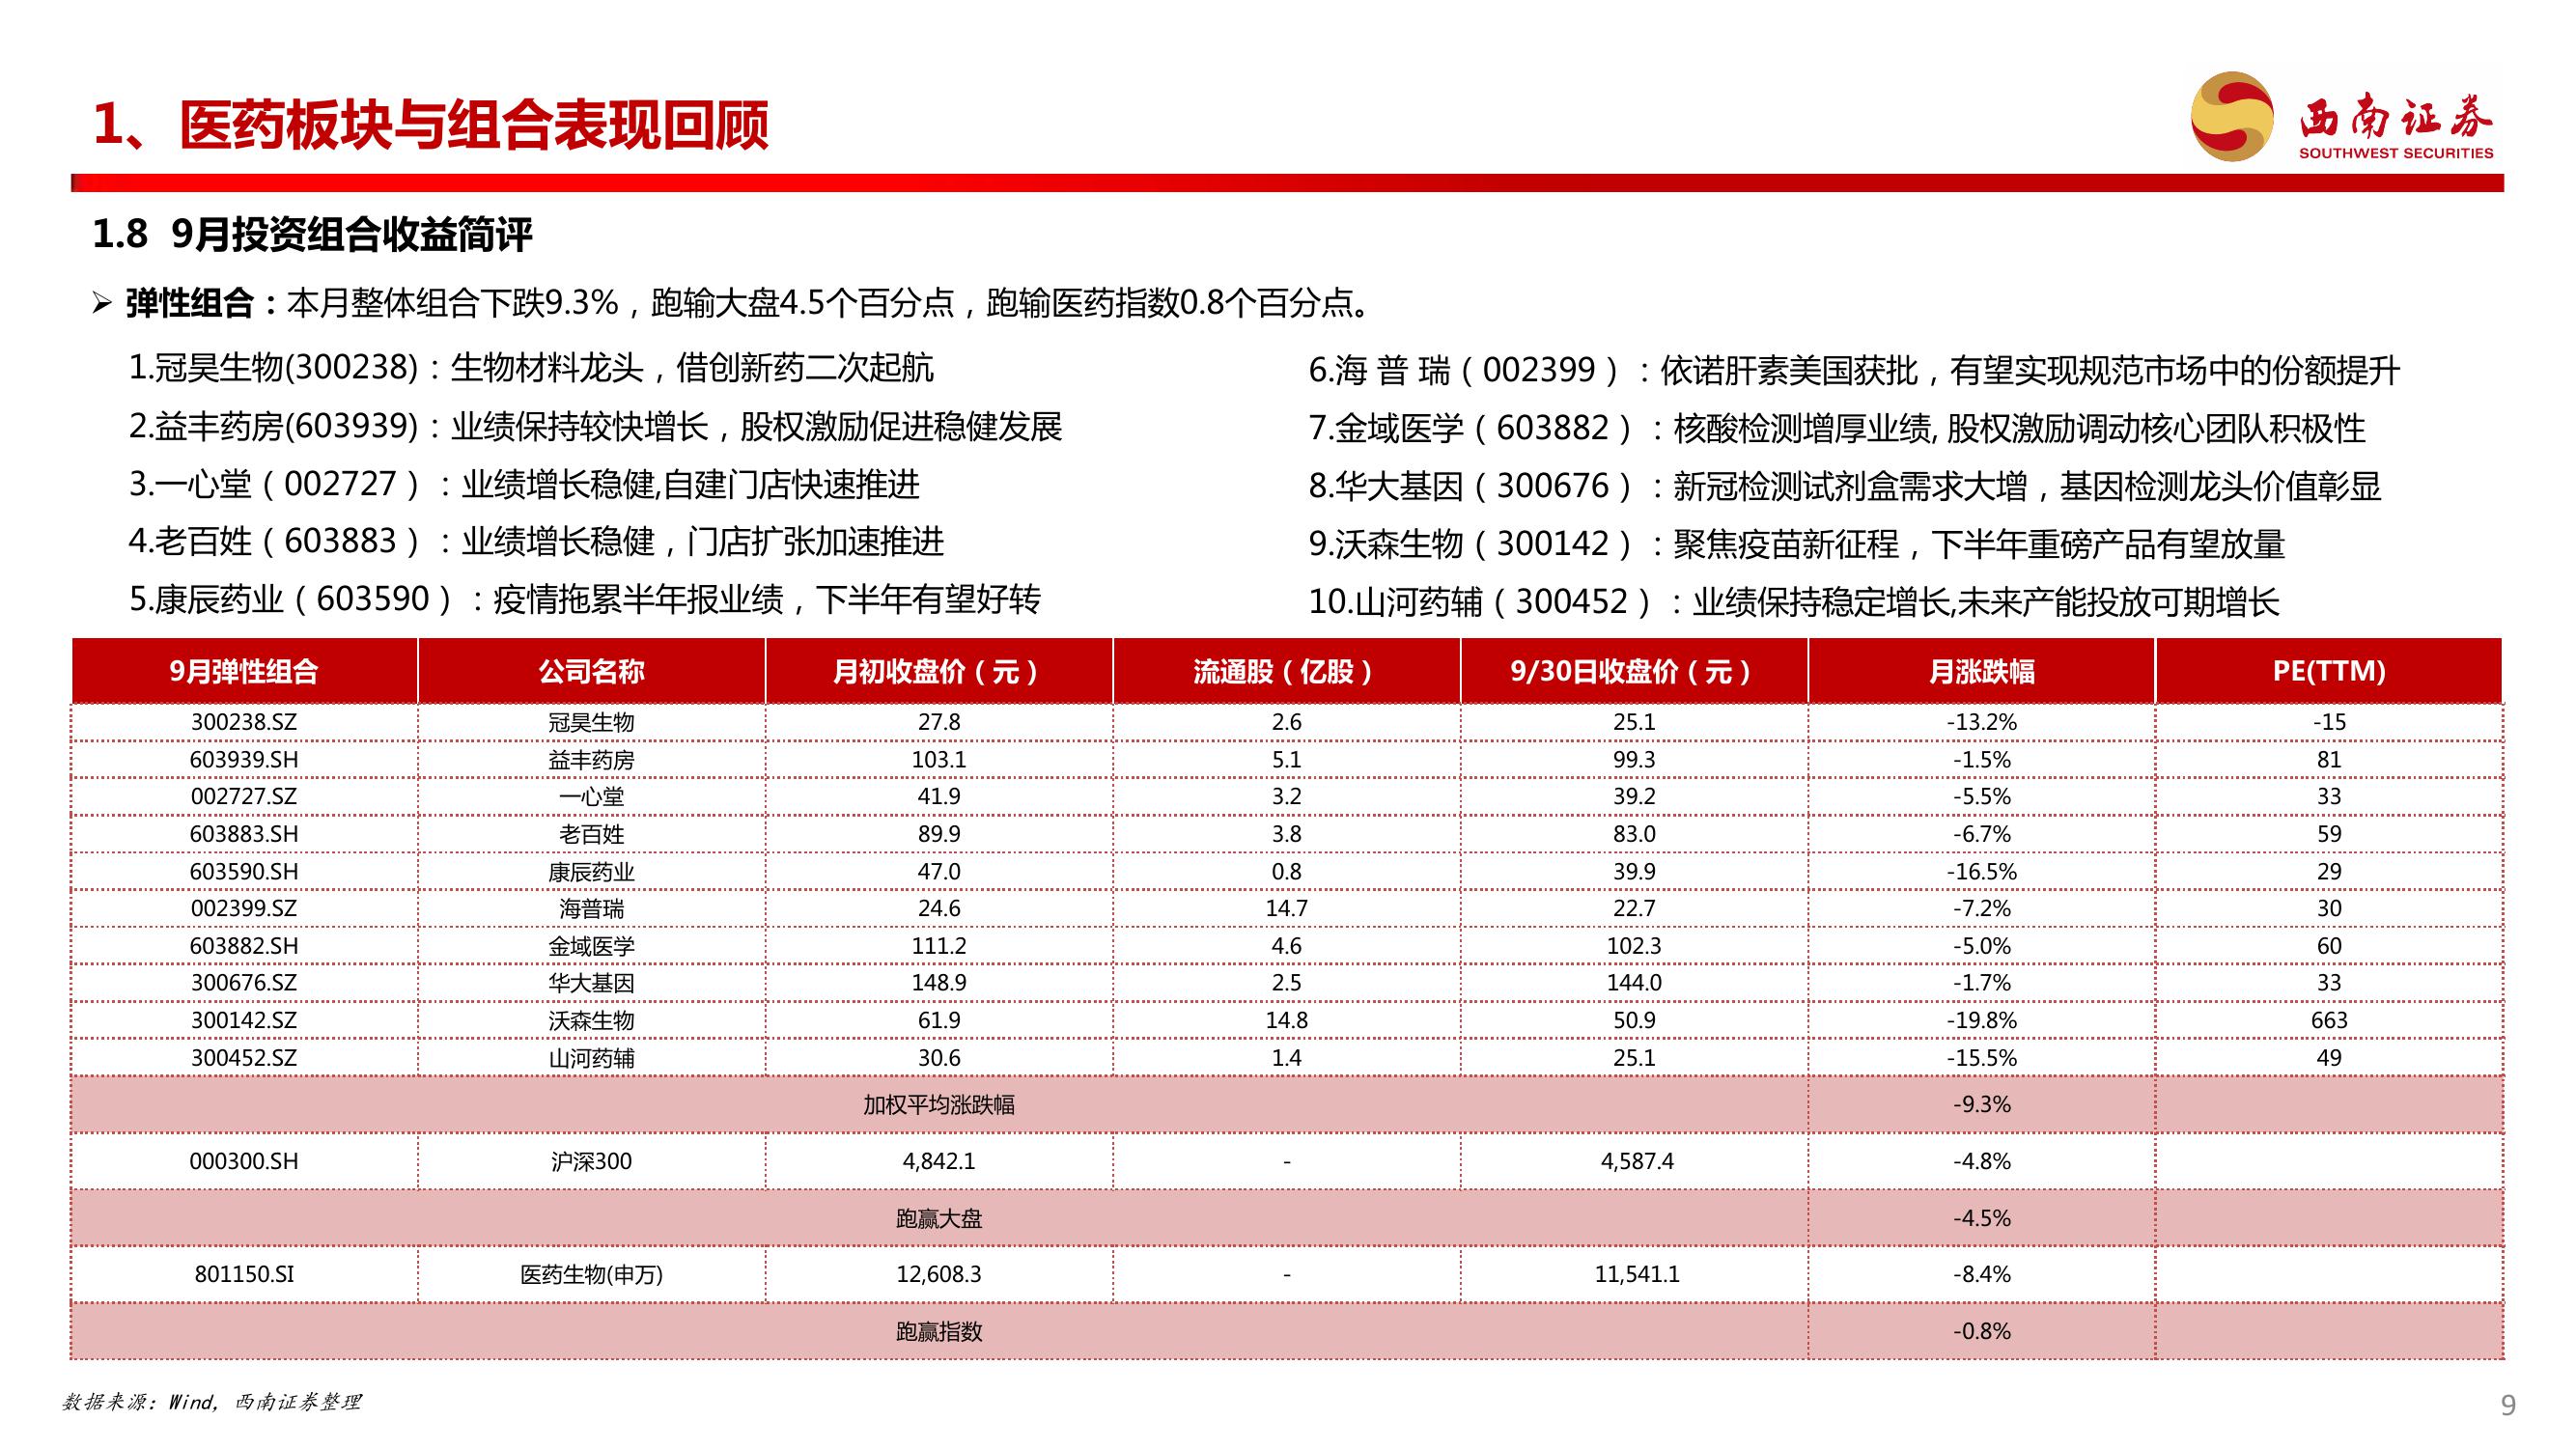 1、医药板块与组合表现回顾
西南证券
SOUTHWEST SECURITIES
1.8 9月投资组合收益简评
➢ 弹性组合：本月整体组合下跌9.3%，跑输大盘4.5个百分点，跑输医药指数0.8个百分点。
1.冠昊生物(300238)：生物材料龙头，借创新药二次起航
2.益丰药房(603939)：业绩保持较快增长，股权激励促进稳健发展
3.一心堂（002727）：业绩增长稳健,自建门店快速推进
4.老百姓（603883）：业绩增长稳健，门店扩张加速推进
5.康辰药业（603590）：疫情拖累半年报业绩，下半年有望好转
6.海 普 瑞（002399）：依诺肝素美国获批，有望实现规范市场中的份额提升
7.金域医学（603882）：核酸检测增厚业绩, 股权激励调动核心团队积极性
8.华大基因（300676）：新冠检测试剂盒需求大增，基因检测龙头价值彰显
9.沃森生物（300142）：聚焦疫苗新征程，下半年重磅产品有望放量
10.山河药辅（300452）：业绩保持稳定增长,未来产能投放可期增长
9月弹性组合 公司名称 月初收盘价（元） 流通股（亿股） 9/30日收盘价（元） 月涨跌幅 PE(TTM)
300238.SZ 冠昊生物 27.8 2.6 25.1 -13.2% -15
603939.SH 益丰药房 103.1 5.1 99.3 -1.5% 81
002727.SZ 一心堂 41.9 3.2 39.2 -5.5% 33
603883.SH 老百姓 89.9 3.8 83.0 -6.7% 59
603590.SH 康辰药业 47.0 0.8 39.9 -16.5% 29
002399.SZ 海普瑞 24.6 14.7 22.7 -7.2% 30
603882.SH 金域医学 111.2 4.6 102.3 -5.0% 60
300676.SZ 华大基因 148.9 2.5 144.0 -1.7% 33
300142.SZ 沃森生物 61.9 14.8 50.9 -19.8% 663
300452.SZ 山河药辅 30.6 1.4 25.1 -15.5% 49
加权平均涨跌幅 -9.3%
000300.SH 沪深300 4,842.1 - 4,587.4 -4.8%
跑赢大盘 -4.5%
801150.SI 医药生物(申万) 12,608.3 - 11,541.1 -8.4%
跑赢指数 -0.8%
数据来源：Wind，西南证券整理
9